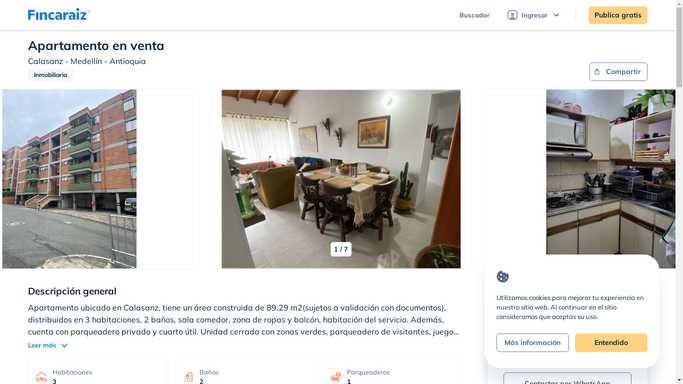 Fincaraiz
Buscador
Ingresar
Publica gratis
Apartamento en venta
Calasanz - Medellín - Antioquia
Inmobiliaria
Compartir
1 / 7
Descripción general
Apartamento ubicado en Calasanz, tiene un área construida de 89.29 m2(sujetos a validación con documentos),
distribuidos en 3 habitaciones, 2 baños, sala comedor, zona de ropas y balcón, habitación del servicio. Además,
cuenta con parqueadero privado y cuarto útil. Unidad cerrada con zonas verdes, parqueadero de visitantes, juego...
Leer más
Habitaciones
3
Baños
2
Parqueaderos
1
Utilizamos cookies para mejorar tu experiencia en
nuestro sitio web. Al continuar en el sitio
consideramos que aceptas su uso.
Más información
Entendido
Contactar por WhatsApp